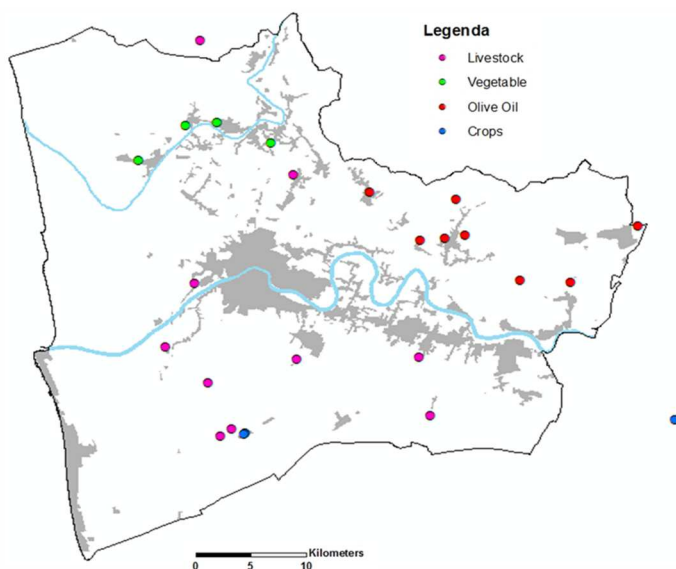 Legenda
Livestock
Vegetable
Olive Oil
Crops
Kilometers
0 5 10